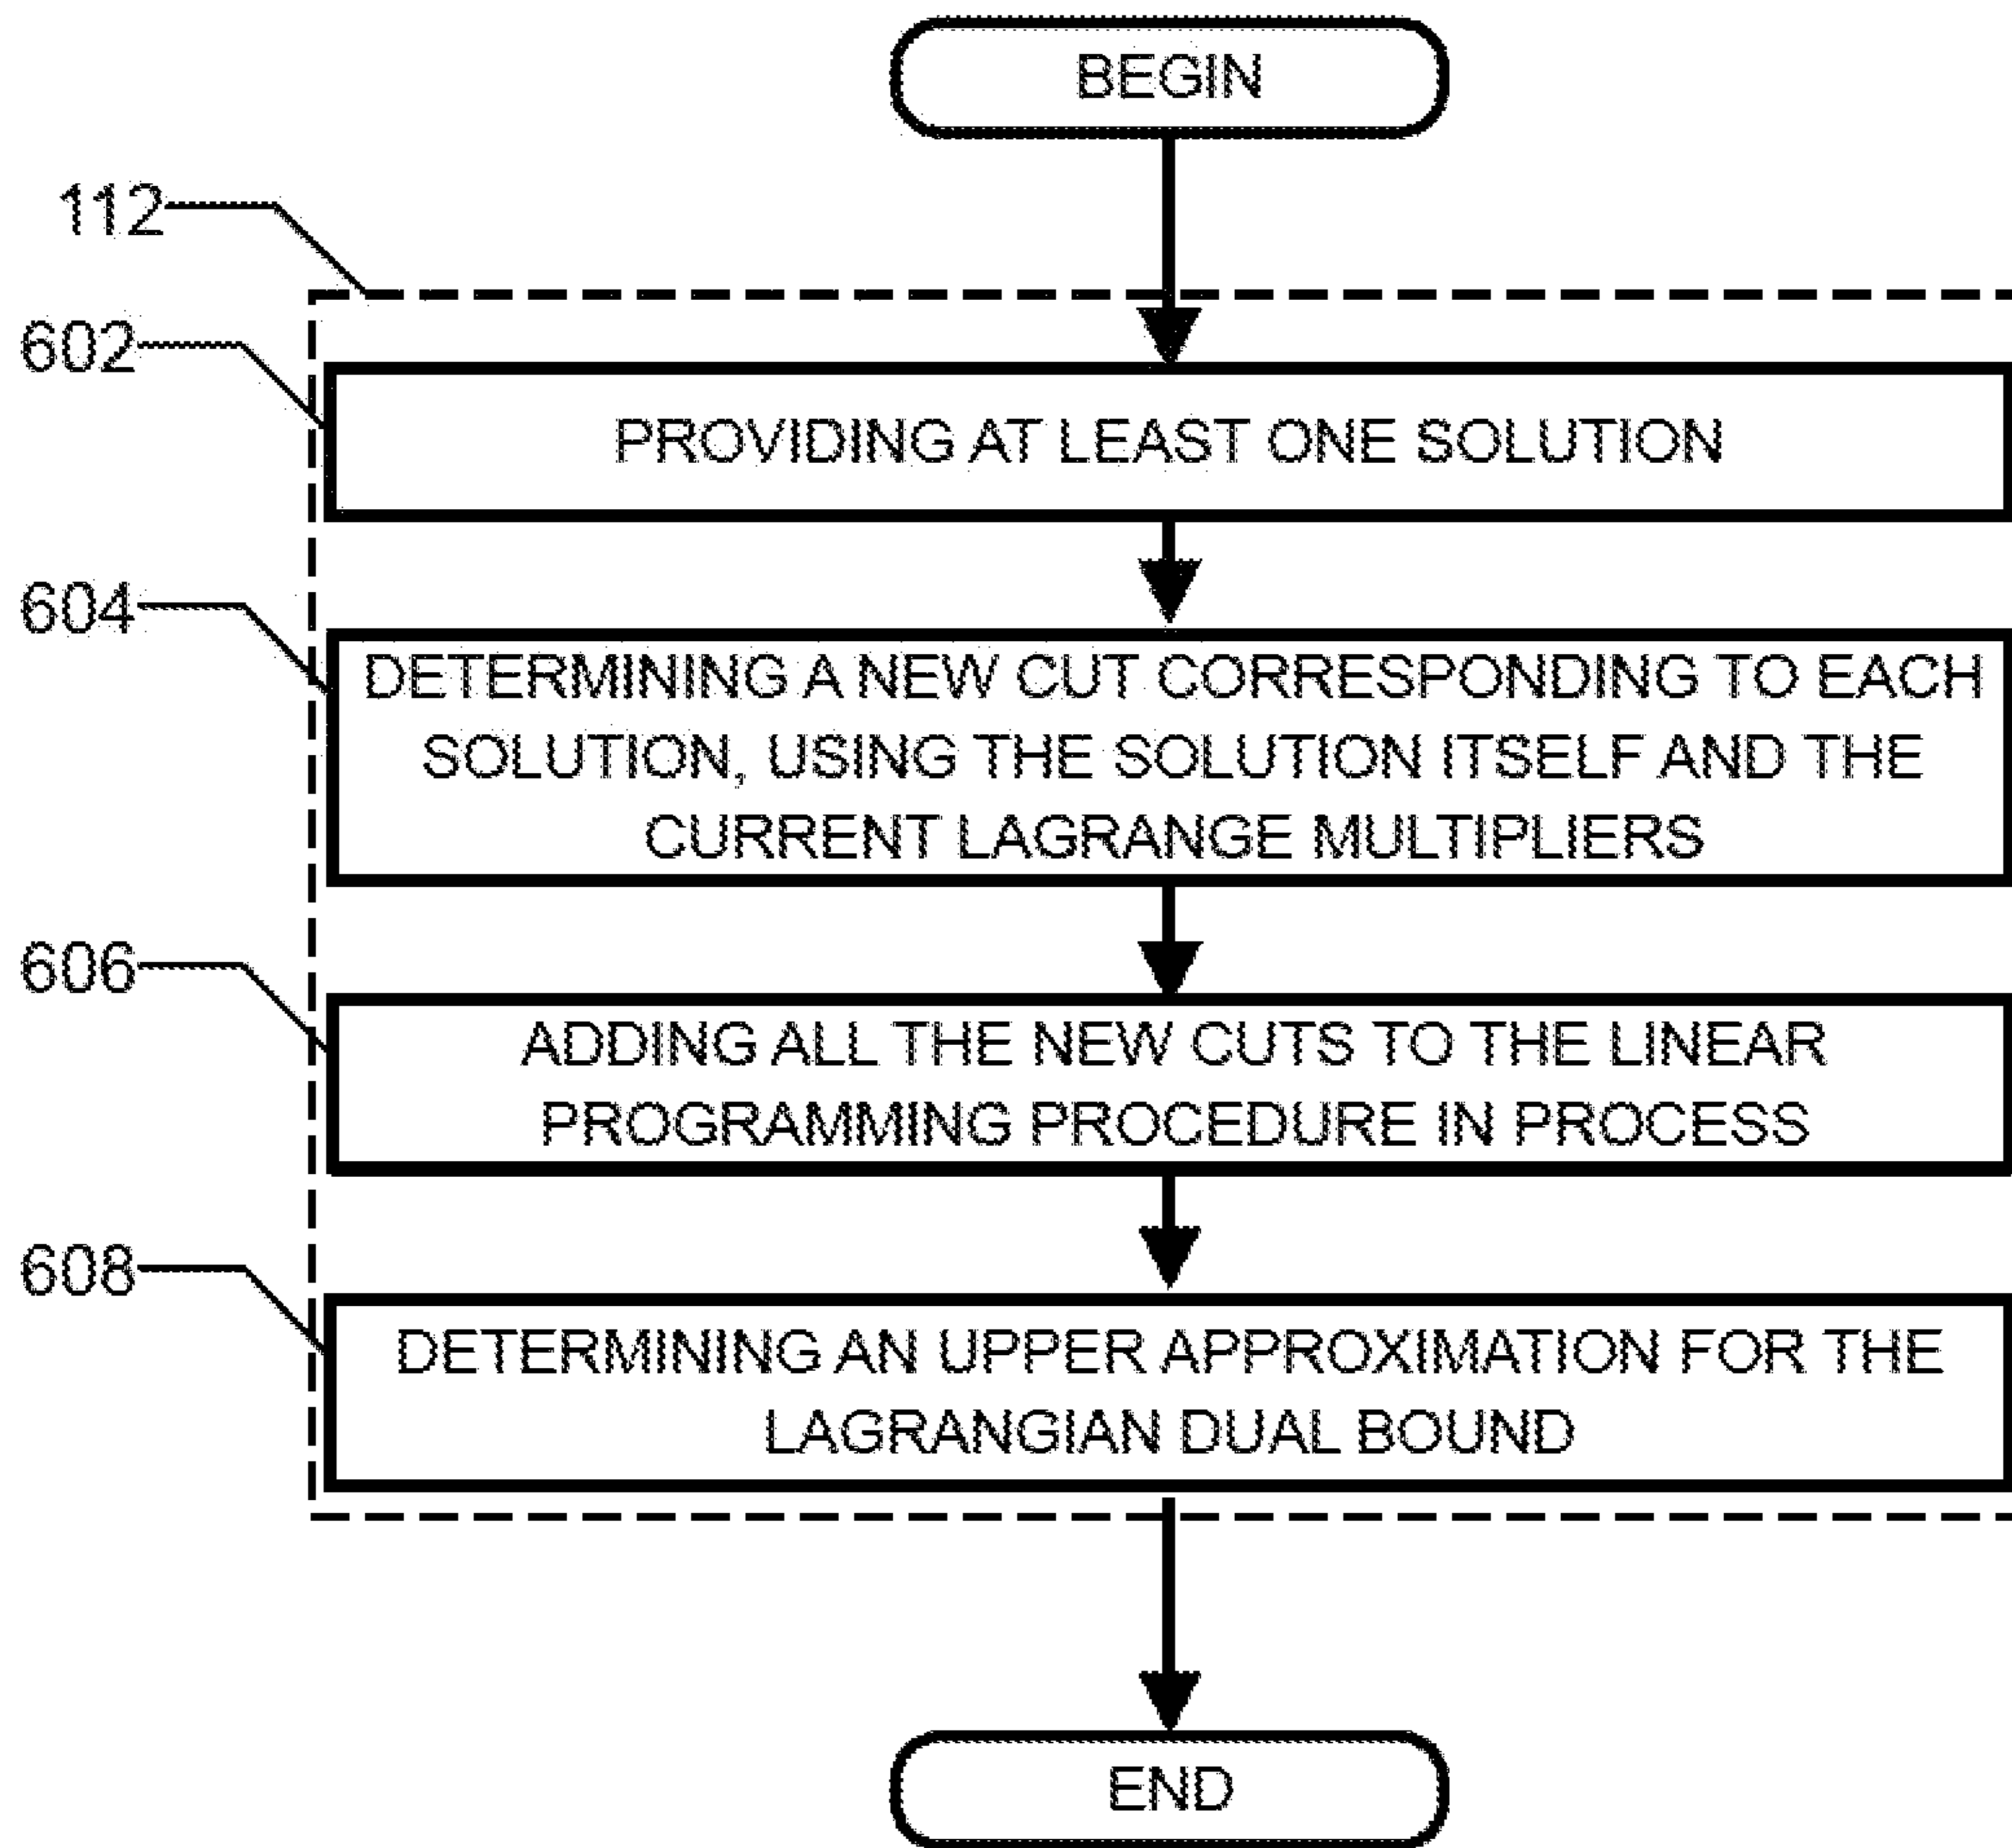 BEGIN
112
602
PROVIDING AT LEAST ONE SOLUTION
604
DETERMINING A NEW CUT CORRESPONDING TO EACH
SOLUTION, USING THE SOLUTION ITSELF AND THE
CURRENT LAGRANGE MULTIPLIERS
606
ADDING ALL THE NEW CUTS TO THE LINEAR
PROGRAMMING PROCEDURE IN PROCESS
608
DETERMINING AN UPPER APPROXIMATION FOR THE
LAGRANGIAN DUAL BOUND
END